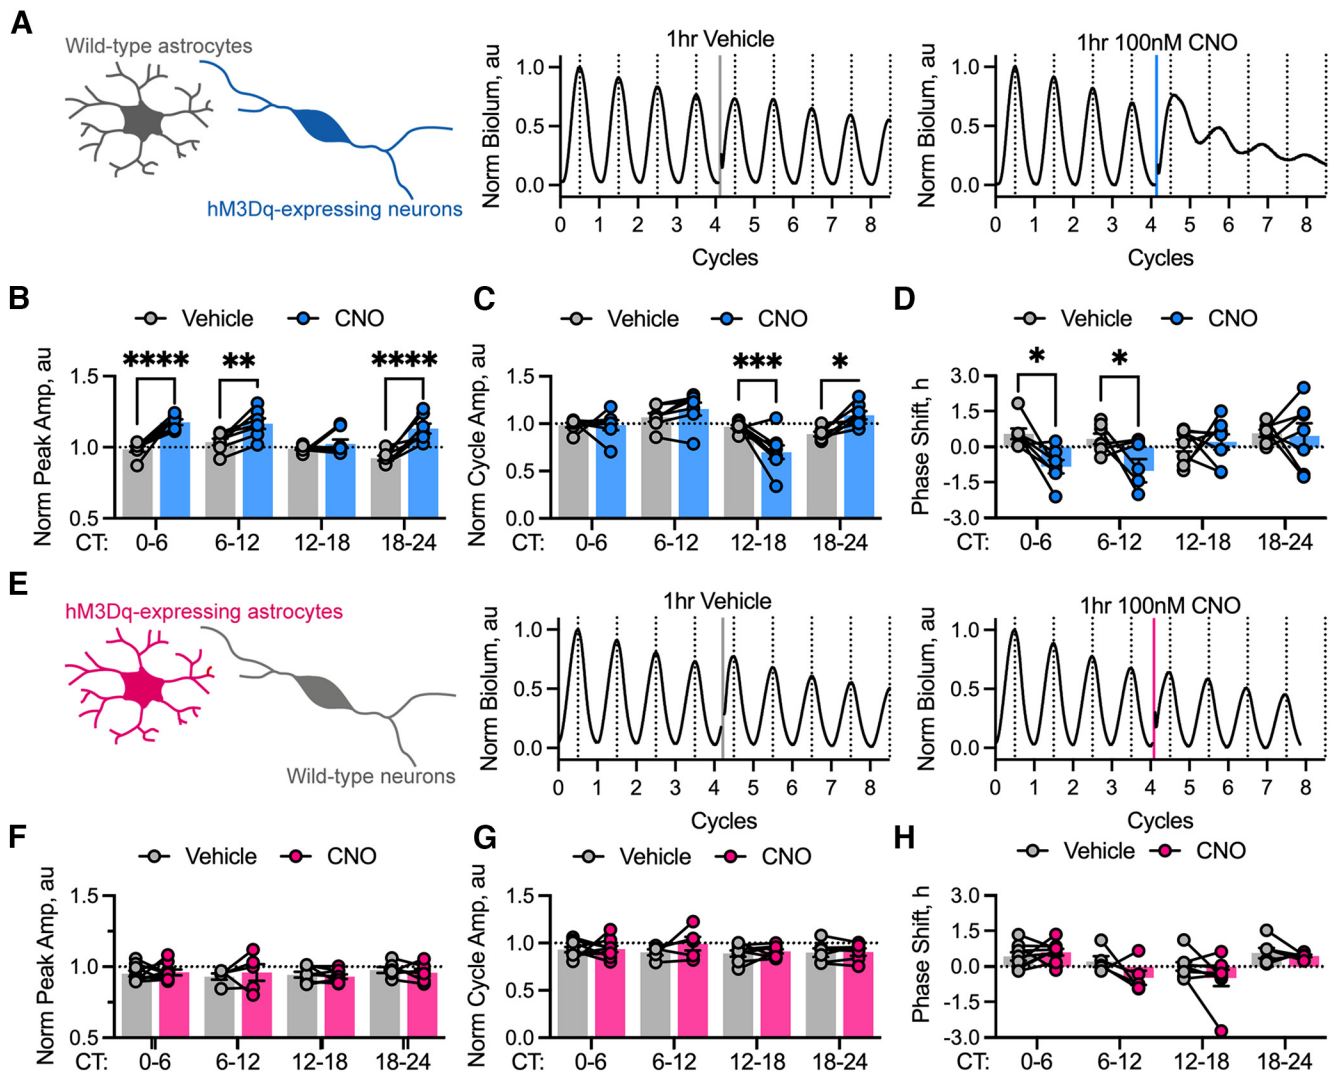 A
Wild-type astrocytes
hM3Dq-expressing neurons
1hr Vehicle
Norm Biolum, au
1.0
0.5
0.0
0 1 2 3 4 5 6 7 8
Cycles
1hr 100nM CNO
Norm Biolum, au
1.0
0.5
0.0
0 1 2 3 4 5 6 7 8
Cycles
B
Vehicle CNO
Norm Peak Amp, au
1.5
1.0
0.5
**** ** ****
CT: 0-6 6-12 12-18 18-24
C
Vehicle CNO
Norm Cycle Amp, au
1.5
1.0
0.5
0.0
*** *
CT: 0-6 6-12 12-18 18-24
D
Vehicle CNO
Phase Shift, h
3.0
1.5
0.0
-1.5
-3.0
* *
CT: 0-6 6-12 12-18 18-24
E
hM3Dq-expressing astrocytes
Wild-type neurons
1hr Vehicle
Norm Biolum, au
1.0
0.5
0.0
0 1 2 3 4 5 6 7 8
Cycles
1hr 100nM CNO
Norm Biolum, au
1.0
0.5
0.0
0 1 2 3 4 5 6 7 8
Cycles
F
Vehicle CNO
Norm Peak Amp, au
1.5
1.0
0.5
CT: 0-6 6-12 12-18 18-24
G
Vehicle CNO
Norm Cycle Amp, au
1.5
1.0
0.5
0.0
CT: 0-6 6-12 12-18 18-24
H
Vehicle CNO
Phase Shift, h
3.0
1.5
0.0
-1.5
-3.0
CT: 0-6 6-12 12-18 18-24